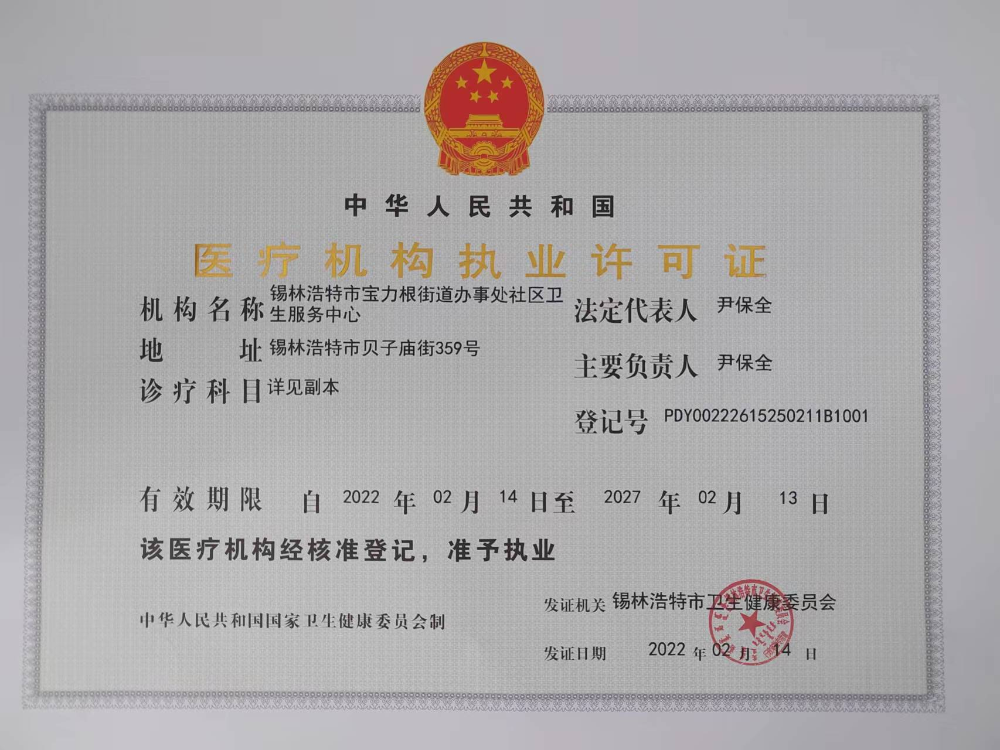 中华人民共和国
医疗机构执业许可证
机构名称 锡林浩特市宝力根街道办事处社区卫
生服务中心
地址 锡林浩特市贝子庙街359号
诊疗科目 详见副本
法定代表人 尹保全
主要负责人 尹保全
登记号 PDY00222615250211B1001
有效期限 自 2022 年 02 月 14 日至 2027 年 02 月 13 日
该医疗机构经核准登记，准予执业
中华人民共和国国家卫生健康委员会制
发证机关 锡林浩特市卫生健康委员会
发证日期 2022 年 02 月 14 日